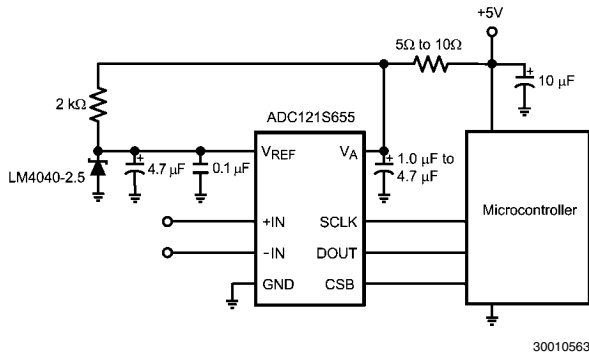 +5V
5Ω to 10Ω
10 µF
2 kΩ
ADC121S655
LM4040-2.5
4.7 µF
0.1 µF
VREF
VA
1.0 µF to
4.7 µF
+IN
SCLK
Microcontroller
−IN
DOUT
GND
CSB
30010563